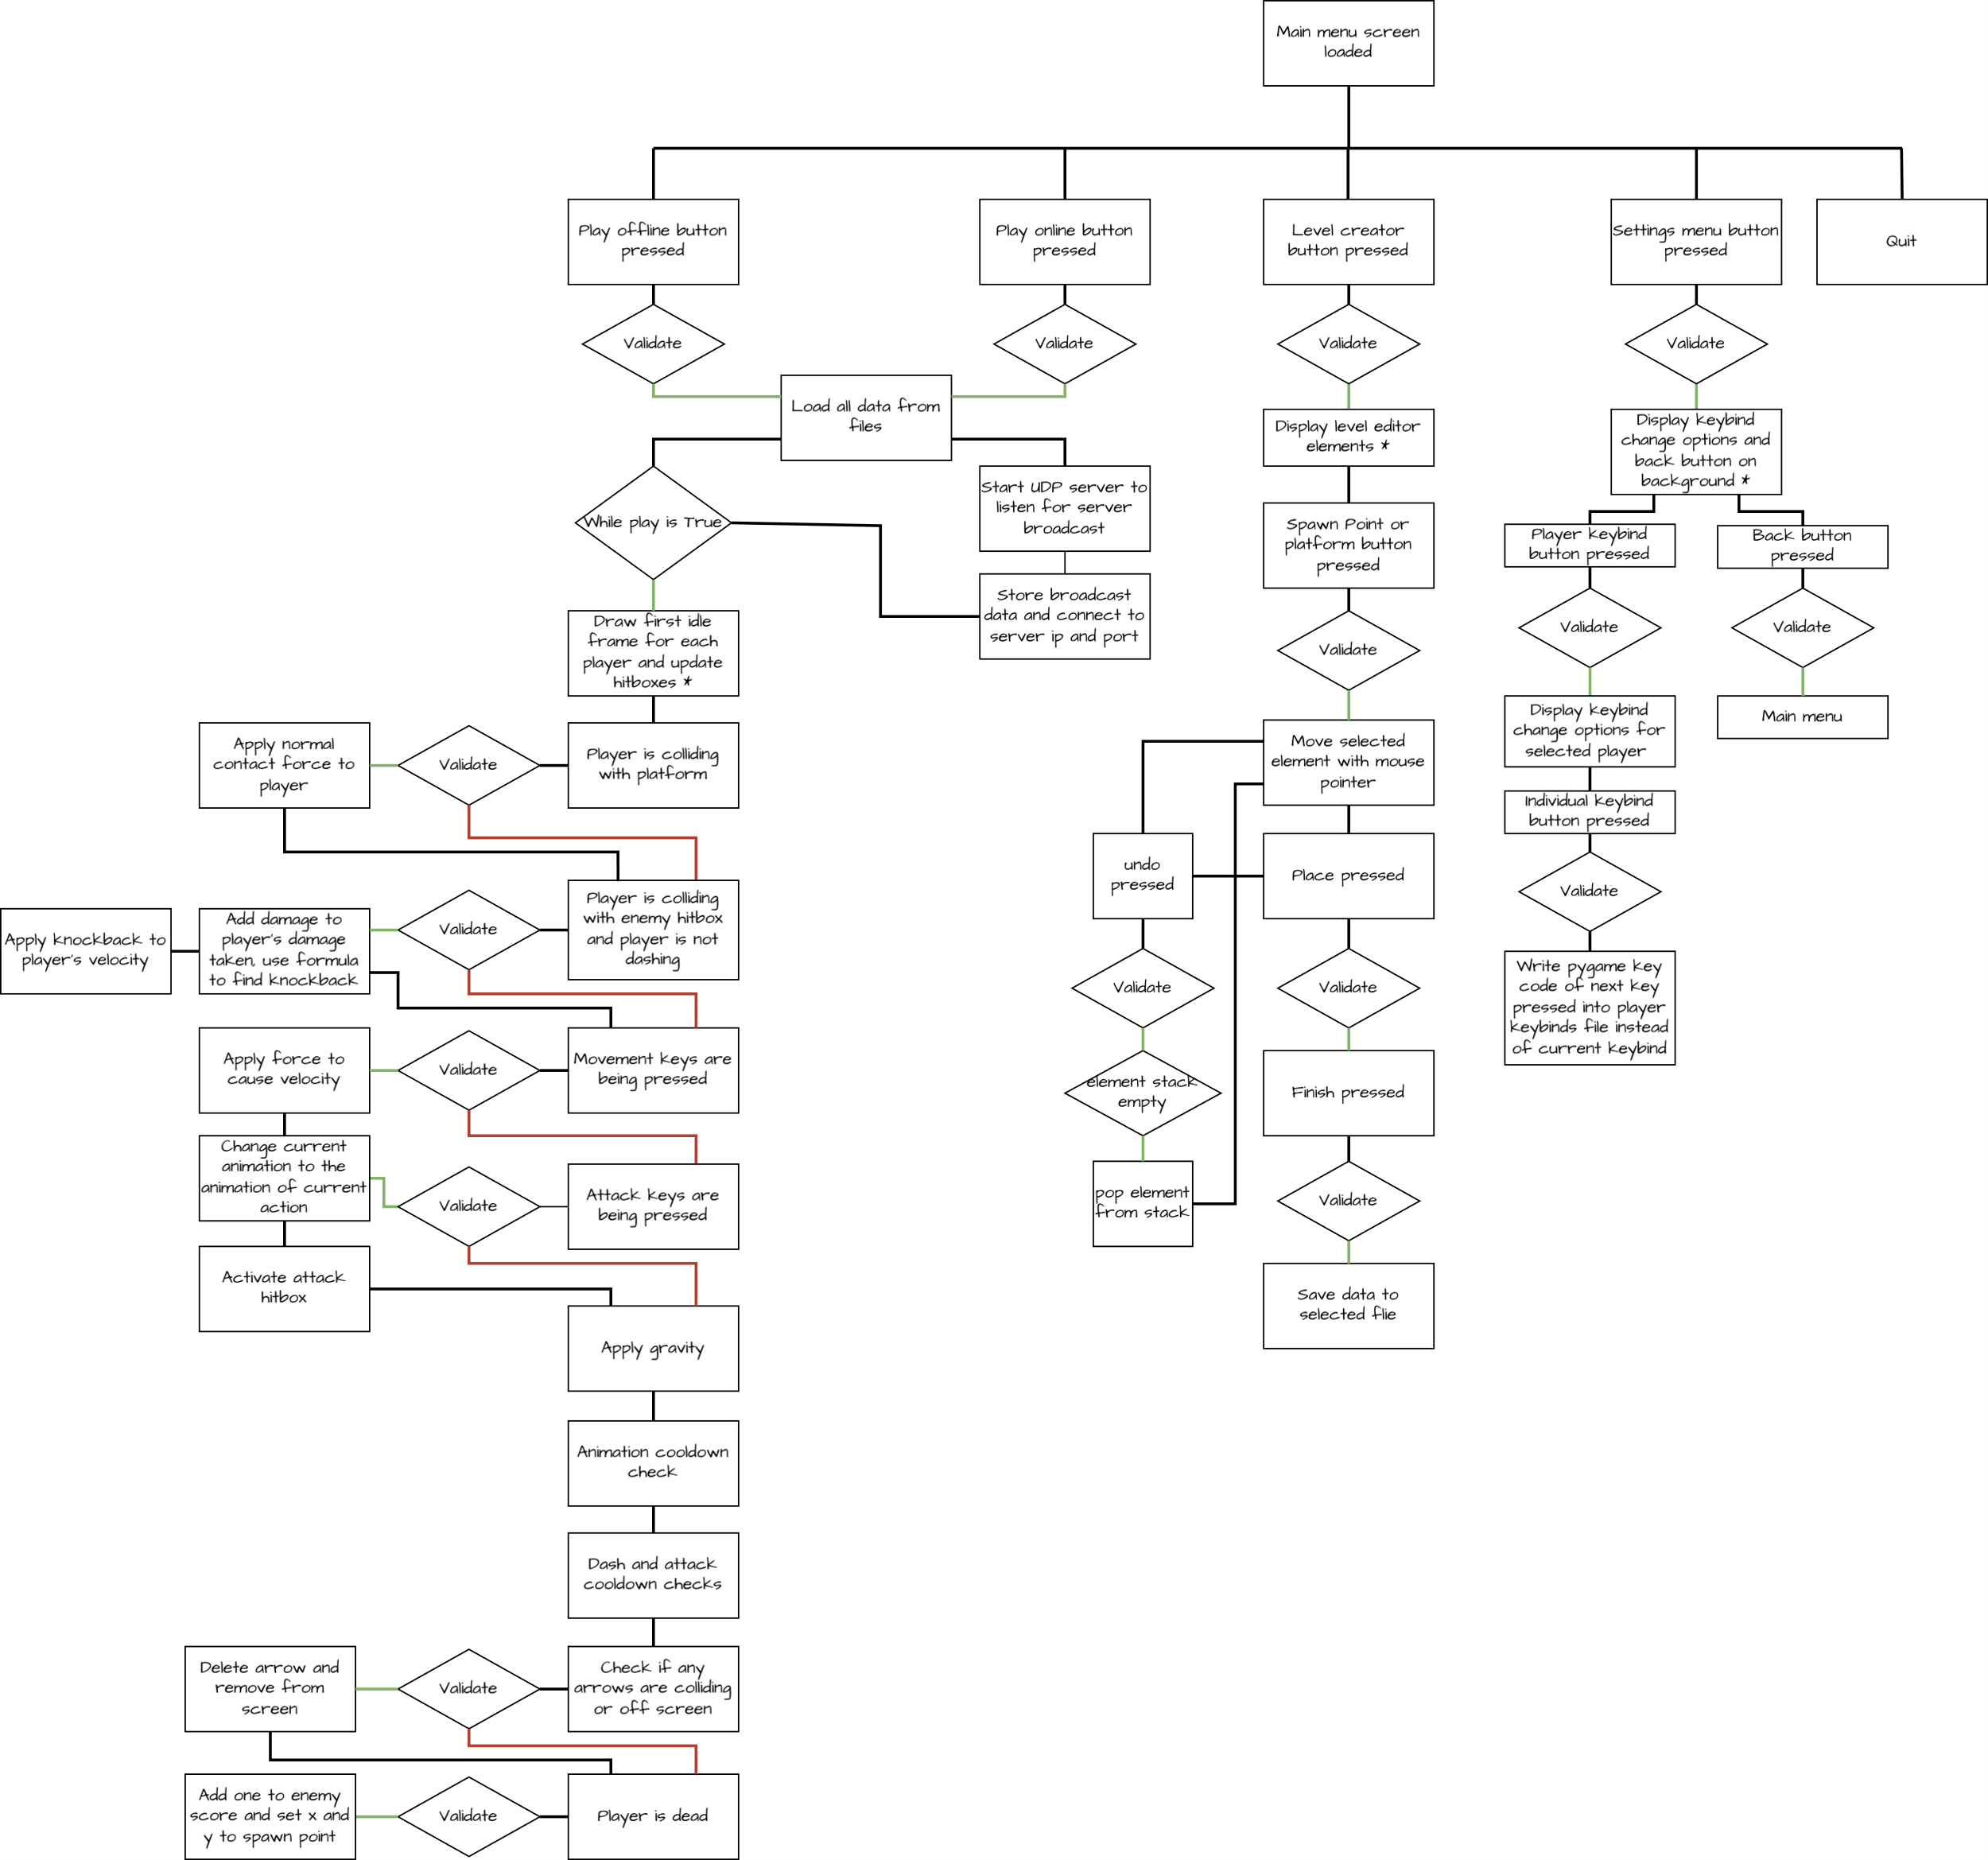 Main menu screen
loaded
Play offline button
pressed
Play online button
pressed
Level creator
button pressed
Settings menu button
pressed
Quit
Validate
Validate
Validate
Validate
Load all data from
files
Display level editor
elements *
Display keybind
change options and
back button on
background *
While play is True
Start UDP server to
listen for server
broadcast
Spawn Point or
platform button
pressed
Player keybind
button pressed
Back button
pressed
Store broadcast
data and connect to
server ip and port
Validate
Validate
Validate
Draw first idle
frame for each
player and update
hitboxes *
Display keybind
change options for
selected player
Main menu
Apply normal
contact force to
player
Validate
Player is colliding
with platform
Move selected
element with mouse
pointer
Individual keybind
button pressed
undo
pressed
Place pressed
Validate
Apply knockback to
player's velocity
Add damage to
player's damage
taken, use formula
to find knockback
Validate
Player is colliding
with enemy hitbox
and player is not
dashing
Validate
Validate
Write pygame key
code of next key
pressed into player
keybinds file instead
of current keybind
Apply force to
cause velocity
Validate
Movement keys are
being pressed
element stack
empty
Finish pressed
Change current
animation to the
animation of current
action
Validate
Attack keys are
being pressed
pop element
from stack
Validate
Activate attack
hitbox
Save data to
selected flie
Apply gravity
Animation cooldown
check
Dash and attack
cooldown checks
Delete arrow and
remove from
screen
Validate
Check if any
arrows are colliding
or off screen
Add one to enemy
score and set x and
y to spawn point
Validate
Player is dead